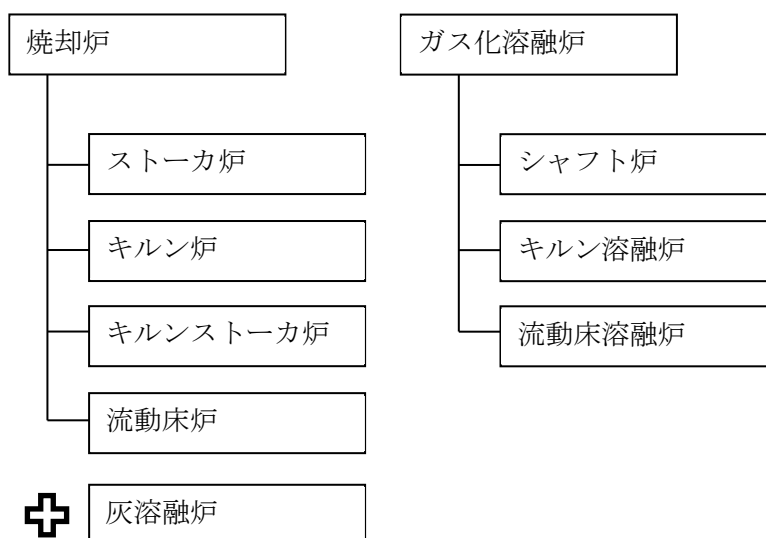 焼却炉
ストーカ炉
キルン炉
キルンストーカ炉
流動床炉
灰溶融炉
ガス化溶融炉
シャフト炉
キルン溶融炉
流動床溶融炉